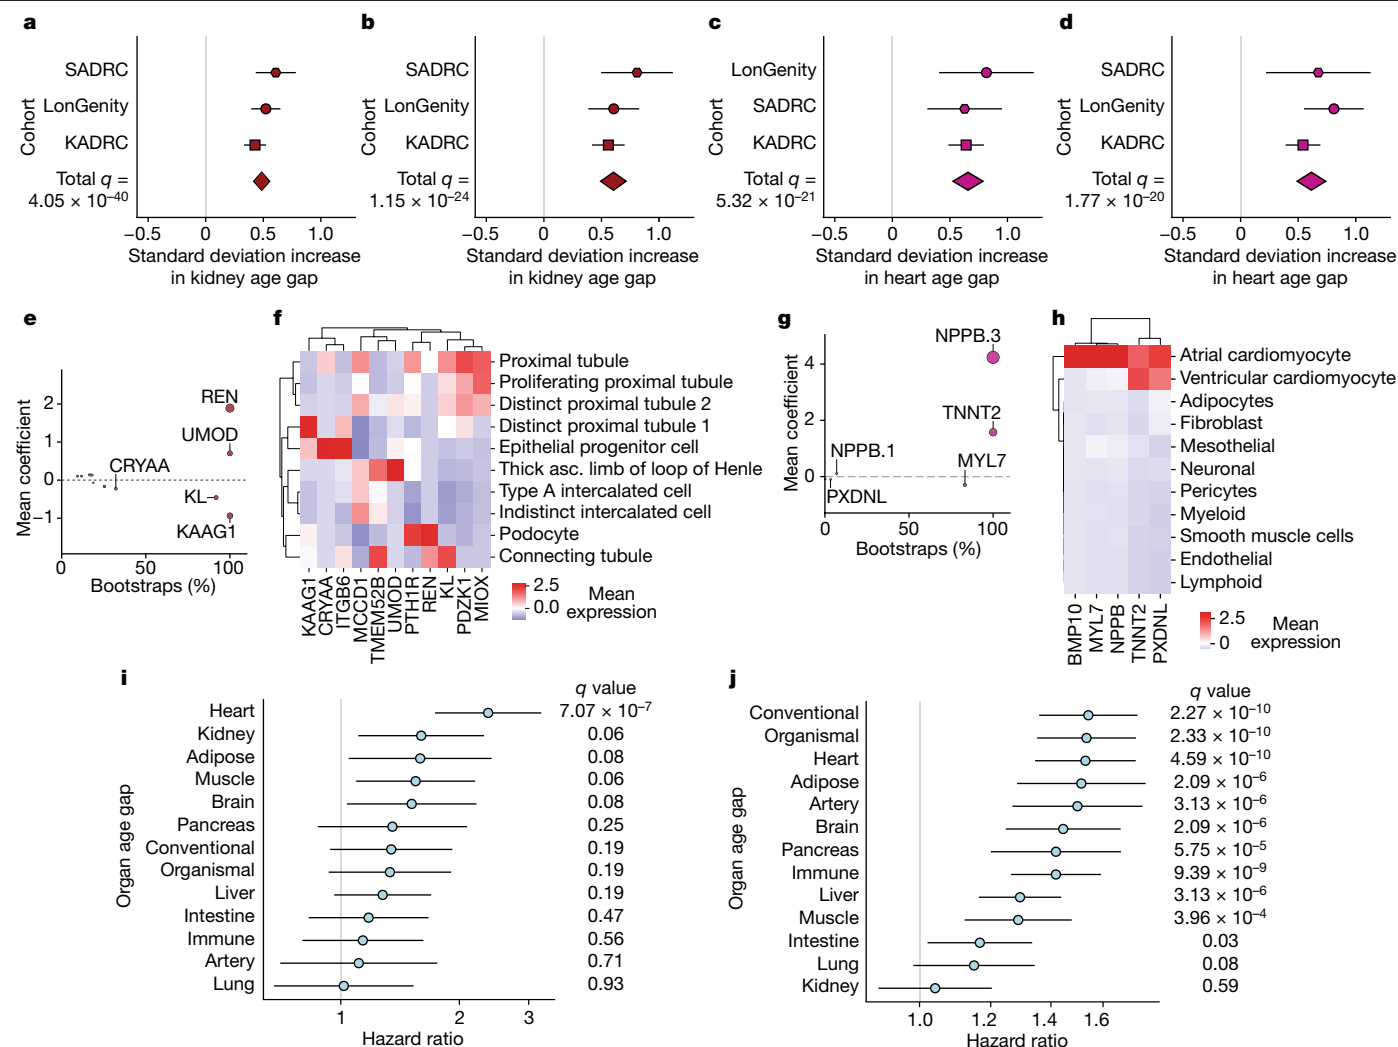 a
Cohort
SADRC
LonGenity
KADRC
Total q =
4.05 × 10⁻⁴⁰
−0.5 0 0.5 1.0
Standard deviation increase
in kidney age gap
b
Cohort
SADRC
LonGenity
KADRC
Total q =
1.15 × 10⁻²⁴
−0.5 0 0.5 1.0
Standard deviation increase
in kidney age gap
c
Cohort
LonGenity
SADRC
KADRC
Total q =
5.32 × 10⁻²¹
−0.5 0 0.5 1.0
Standard deviation increase
in heart age gap
d
Cohort
SADRC
LonGenity
KADRC
Total q =
1.77 × 10⁻²⁰
−0.5 0 0.5 1.0
Standard deviation increase
in heart age gap
e
Mean coefficient
2
1
0
−1
REN
UMOD
CRYAA
KL
KAAG1
0 50 100
Bootstraps (%)
f
Proximal tubule
Proliferating proximal tubule
Distinct proximal tubule 2
Distinct proximal tubule 1
Epithelial progenitor cell
Thick asc. limb of loop of Henle
Type A intercalated cell
Indistinct intercalated cell
Podocyte
Connecting tubule
KAAG1
CRYAA
ITGB6
MCCD1
TMEM52B
UMOD
PTH1R
REN
KL
PDZK1
MIOX
2.5
0.0
Mean
expression
g
Mean coefficient
4
2
0
NPPB.3
TNNT2
NPPB.1
MYL7
PXDNL
0 50 100
Bootstraps (%)
h
Atrial cardiomyocyte
Ventricular cardiomyocyte
Adipocytes
Fibroblast
Mesothelial
Neuronal
Pericytes
Myeloid
Smooth muscle cells
Endothelial
Lymphoid
BMP10
MYL7
NPPB
TNNT2
PXDNL
2.5
0
Mean
expression
i
Organ age gap
q value
Heart 7.07 × 10⁻⁷
Kidney 0.06
Adipose 0.08
Muscle 0.06
Brain 0.08
Pancreas 0.25
Conventional 0.19
Organismal 0.19
Liver 0.19
Intestine 0.47
Immune 0.56
Artery 0.71
Lung 0.93
1 2 3
Hazard ratio
j
Organ age gap
q value
Conventional 2.27 × 10⁻¹⁰
Organismal 2.33 × 10⁻¹⁰
Heart 4.59 × 10⁻¹⁰
Adipose 2.09 × 10⁻⁶
Artery 3.13 × 10⁻⁶
Brain 2.09 × 10⁻⁶
Pancreas 5.75 × 10⁻⁵
Immune 9.39 × 10⁻⁹
Liver 3.13 × 10⁻⁶
Muscle 3.96 × 10⁻⁴
Intestine 0.03
Lung 0.08
Kidney 0.59
1.0 1.2 1.4 1.6
Hazard ratio